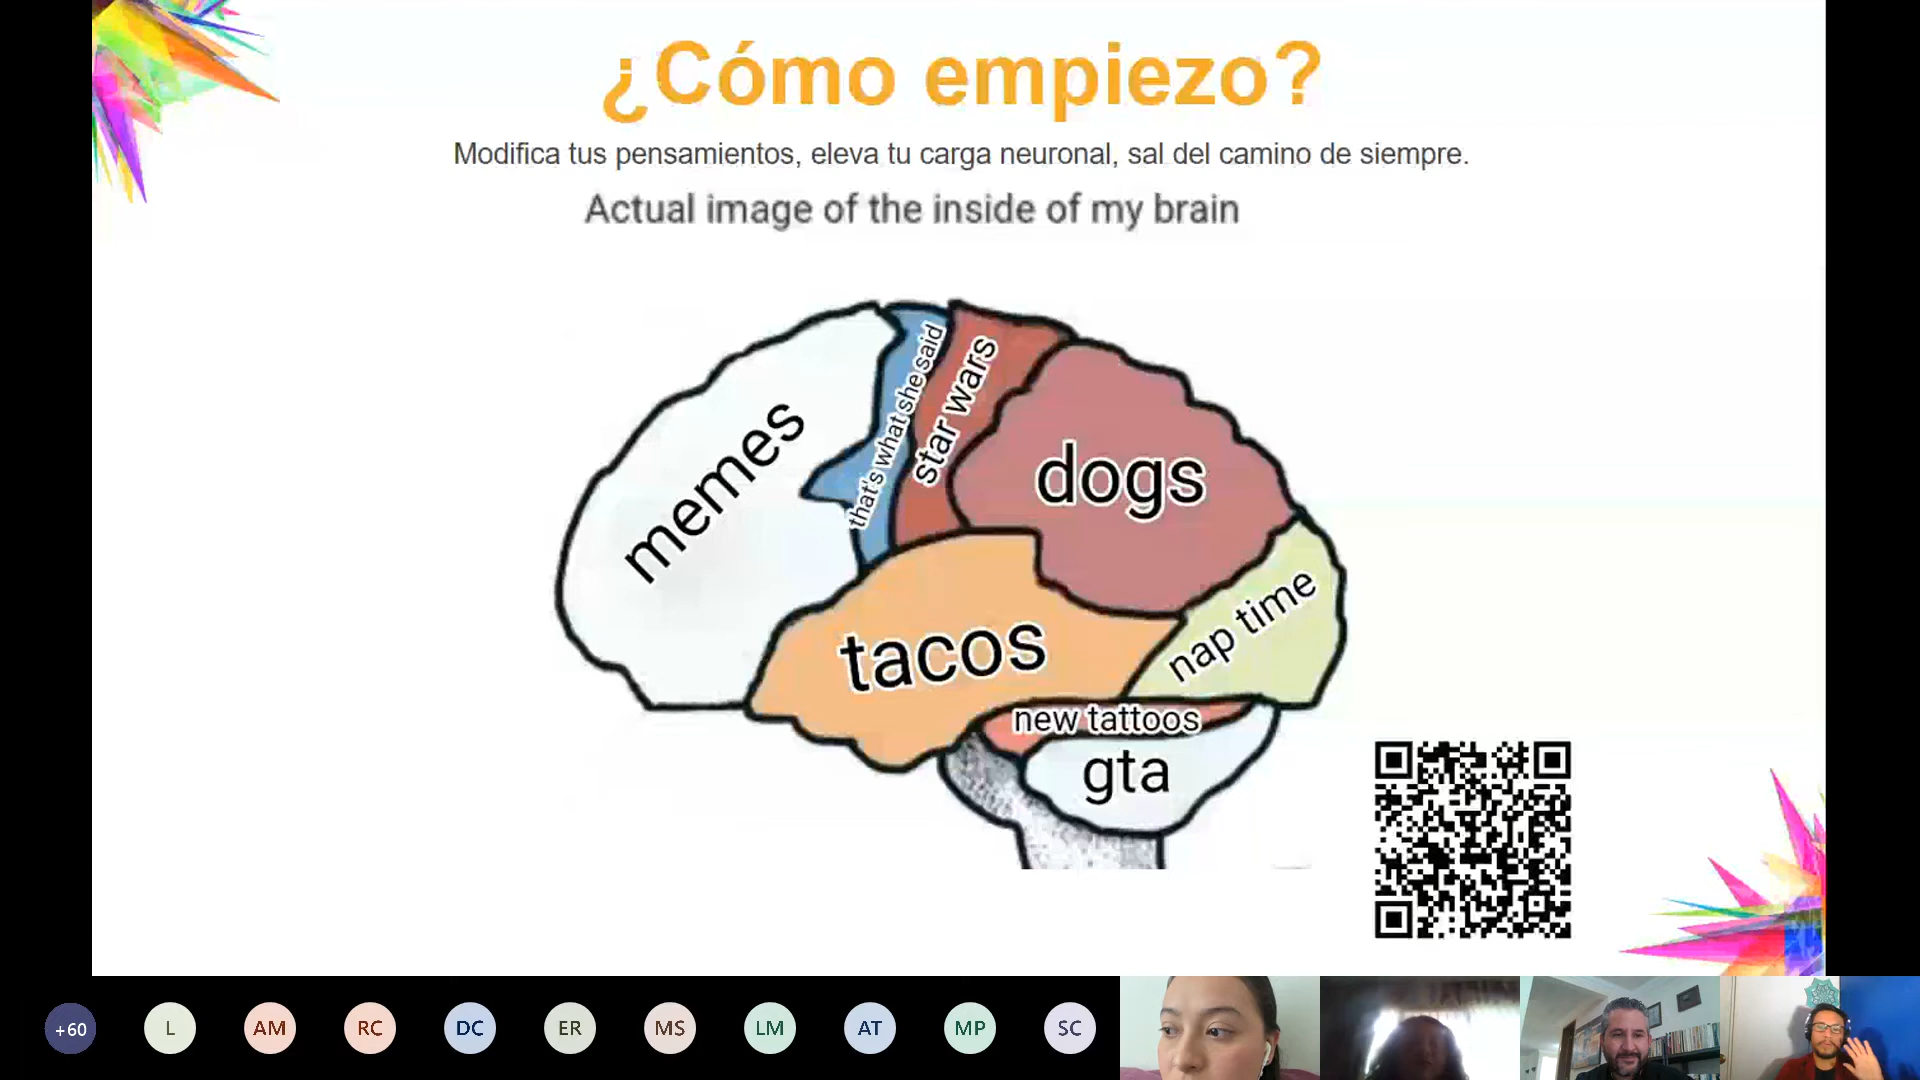 ¿Cómo empiezo?
Modifica tus pensamientos, eleva tu carga neuronal, sal del camino de siempre.
Actual image of the inside of my brain
memes
that's what she said
star wars
dogs
tacos
nap time
new tattoos
gta
+60
L
AM
RC
DC
ER
MS
LM
AT
MP
SC